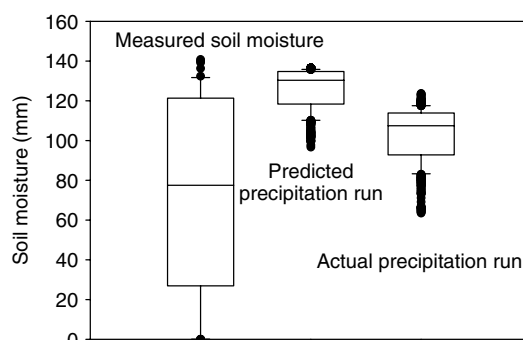 160
140
120
100
80
60
40
20
0
Soil moisture (mm)
Measured soil moisture
Predicted
precipitation run
Actual precipitation run